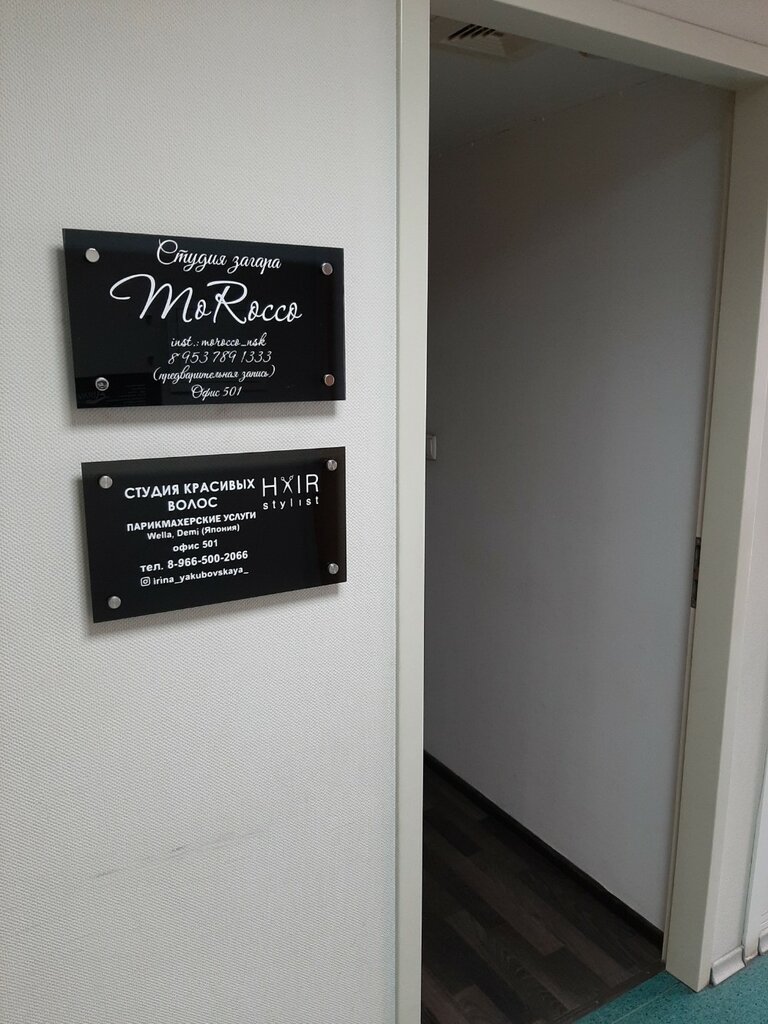 Студия загара
MoRocco
inst.: morocco_nsk
8 953 789 1333
(предварительная запись)
Офис 501
СТУДИЯ КРАСИВЫХ
ВОЛОС
HAIR
stylist
ПАРИКМАХЕРСКИЕ УСЛУГИ
Wella, Demi (Япония)
офис 501
тел. 8-966-500-2066
irina_yakubovskaya_